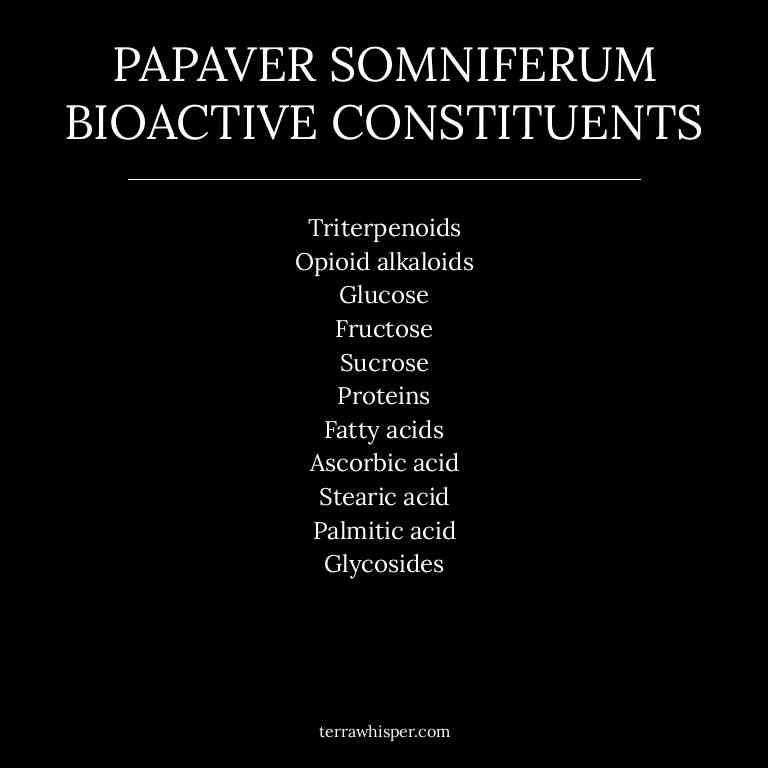 PAPAVER SOMNIFERUM
BIOACTIVE CONSTITUENTS
Triterpenoids
Opioid alkaloids
Glucose
Fructose
Sucrose
Proteins
Fatty acids
Ascorbic acid
Stearic acid
Palmitic acid
Glycosides
terrawhisper.com